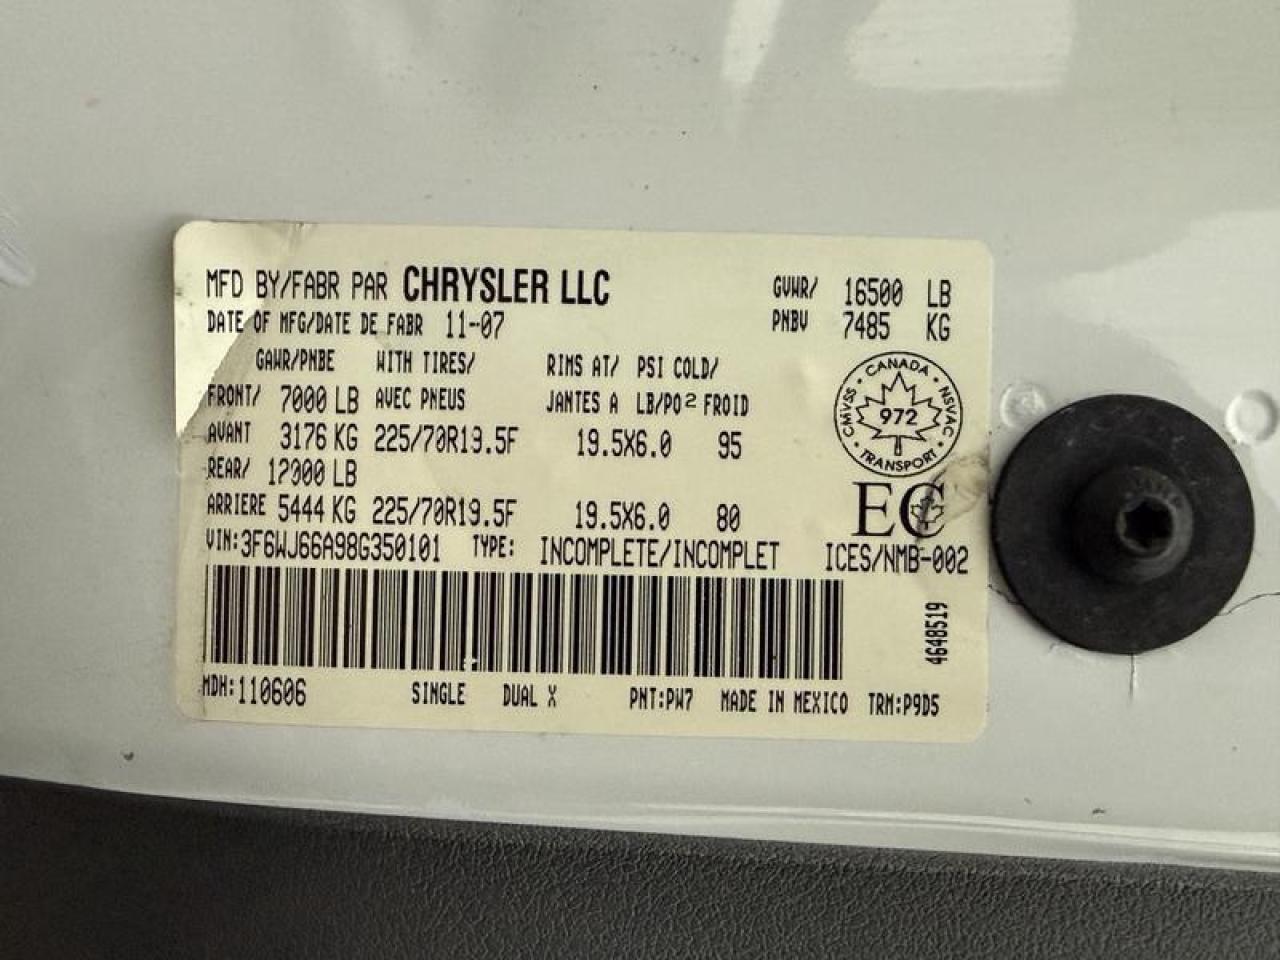 MFD BY/FABR PAR CHRYSLER LLC GVWR/ 16500 LB
DATE OF MFG/DATE DE FABR 11-07 PNBV 7485 KG
GAWR/PNBE WITH TIRES/ RIMS AT/ PSI COLD/
FRONT/ 7000 LB AVEC PNEUS JANTES A LB/PO2 FROID
AVANT 3176 KG 225/70R19.5F 19.5X6.0 95
REAR/ 12000 LB
ARRIERE 5444 KG 225/70R19.5F 19.5X6.0 80
CANADA • NSVAC • TRANSPORT • CMVSS •
972
EC
VIN:3F6WJ66A98G350101 TYPE: INCOMPLETE/INCOMPLET ICES/NMB-002
4648519
MDH:110606 SINGLE DUAL X PNT:PW7 MADE IN MEXICO TRM:P9D5